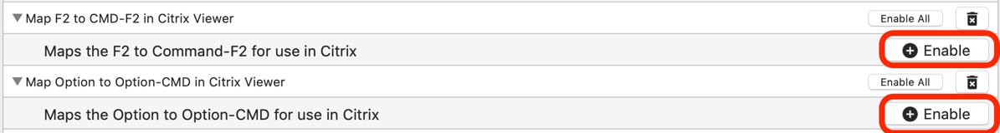 Map F2 to CMD-F2 in Citrix Viewer Enable All
Maps the F2 to Command-F2 for use in Citrix Enable
Map Option to Option-CMD in Citrix Viewer Enable All
Maps the Option to Option-CMD for use in Citrix Enable